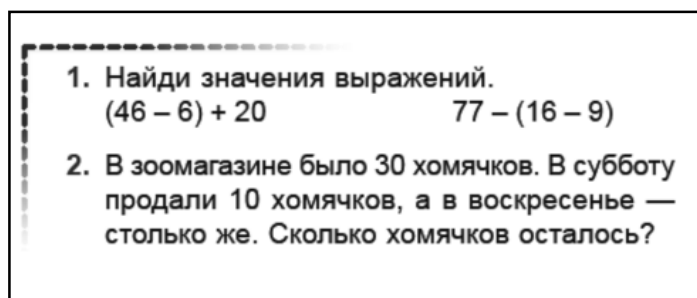 1. Найди значения выражений.
(46 – 6) + 20 77 – (16 – 9)
2. В зоомагазине было 30 хомячков. В субботу
продали 10 хомячков, а в воскресенье —
столько же. Сколько хомячков осталось?